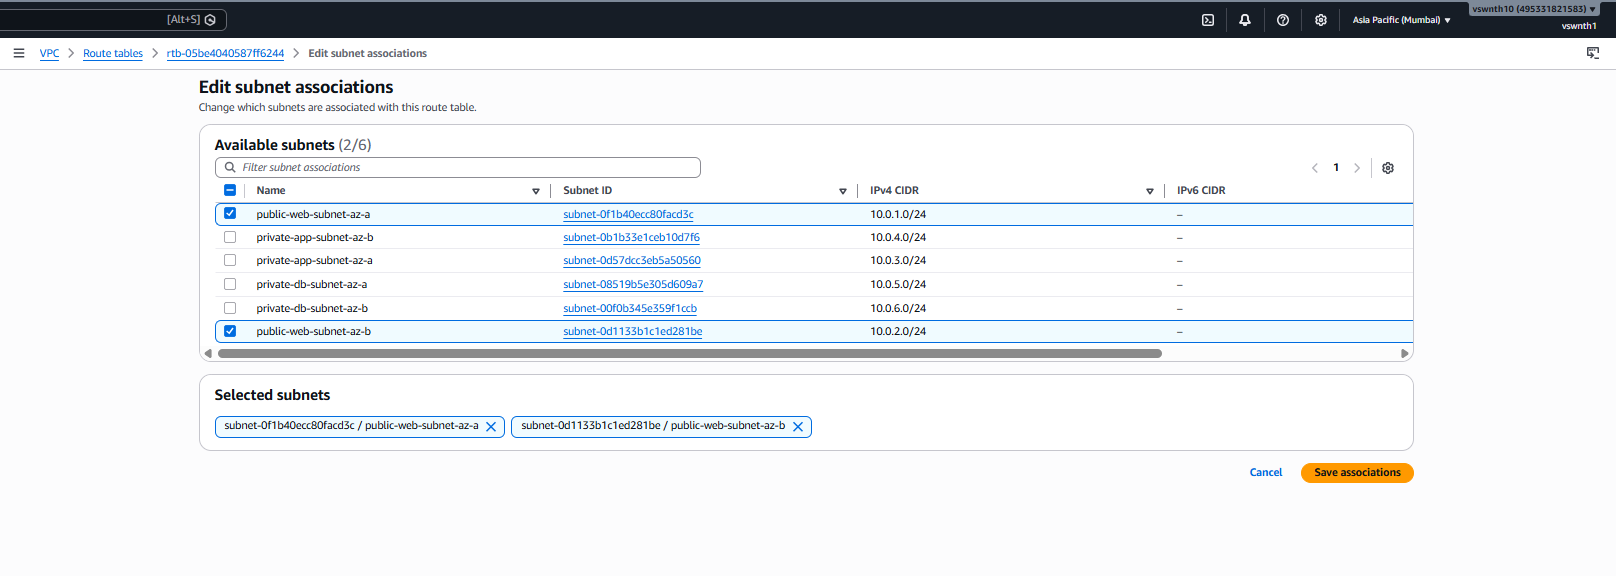 [Alt+S]
Asia Pacific (Mumbai) ▼
vswnth10 (495331821583) ▼
vswnth1
VPC > Route tables > rtb-05be4040587ff6244 > Edit subnet associations
Edit subnet associations
Change which subnets are associated with this route table.
Available subnets (2/6)
Filter subnet associations
1
Name Subnet ID IPv4 CIDR IPv6 CIDR
public-web-subnet-az-a subnet-0f1b40ecc80facd3c 10.0.1.0/24 –
private-app-subnet-az-b subnet-0b1b33e1ceb10d7f6 10.0.4.0/24 –
private-app-subnet-az-a subnet-0d57dcc3eb5a50560 10.0.3.0/24 –
private-db-subnet-az-a subnet-08519b5e305d609a7 10.0.5.0/24 –
private-db-subnet-az-b subnet-00f0b345e359f1ccb 10.0.6.0/24 –
public-web-subnet-az-b subnet-0d1133b1c1ed281be 10.0.2.0/24 –
Selected subnets
subnet-0f1b40ecc80facd3c / public-web-subnet-az-a subnet-0d1133b1c1ed281be / public-web-subnet-az-b
Cancel Save associations